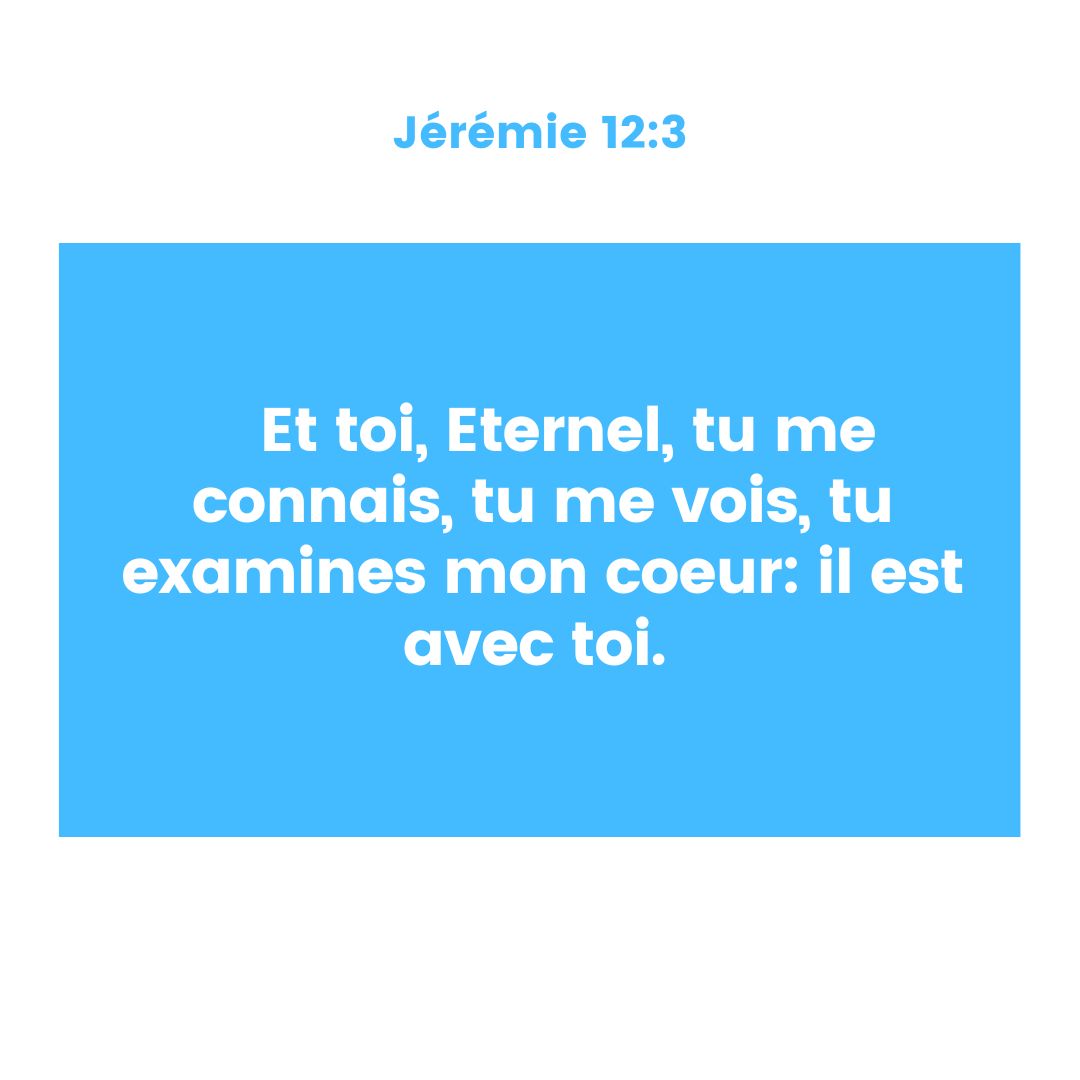 Jérémie 12:3
Et toi, Eternel, tu me
connais, tu me vois, tu
examines mon coeur: il est
avec toi.